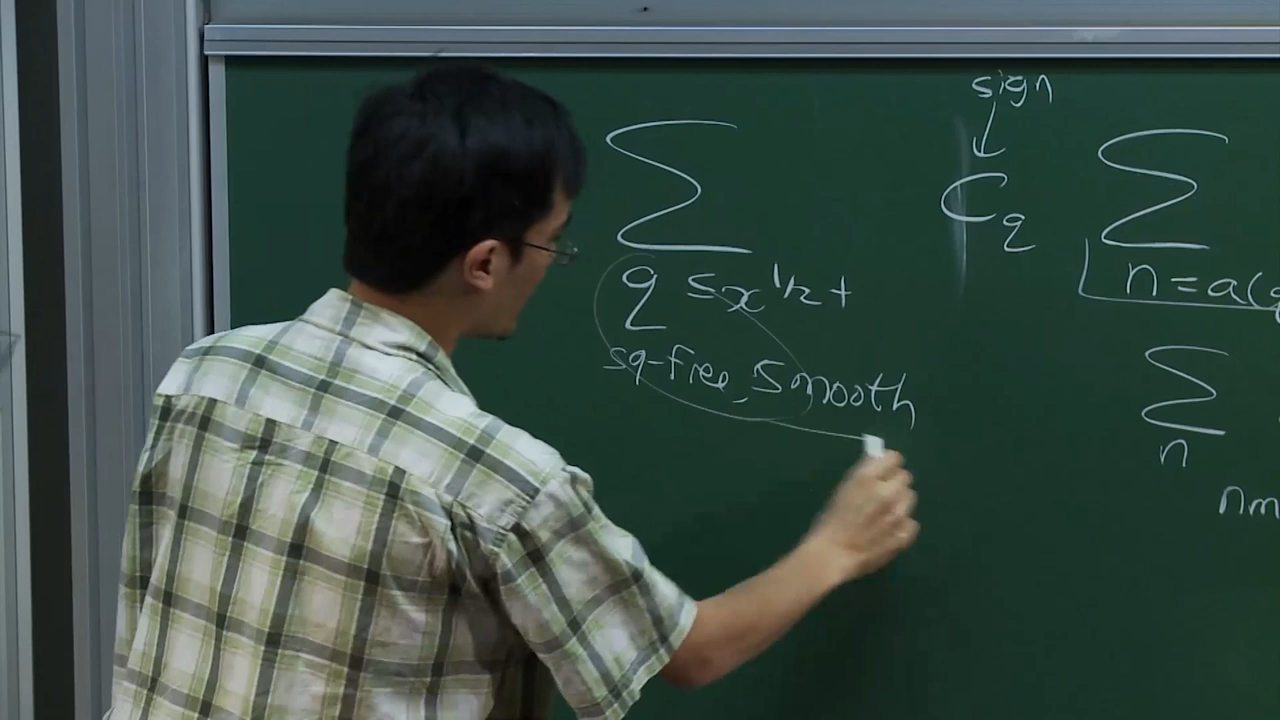 sign
↓
∑ C_q ∑
q ≤ x^{1/2+
n = a(q
sq-free, smooth
∑
n
nm